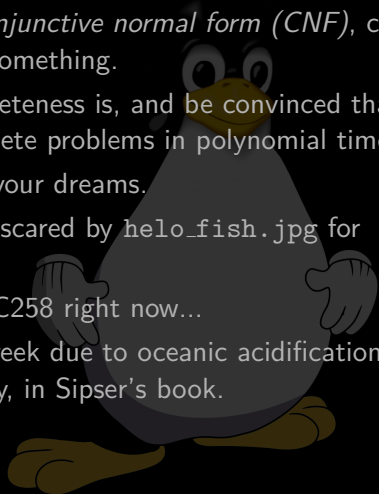 njunctive normal form (CNF), c
omething.
eteness is, and be convinced tha
ete problems in polynomial time
your dreams.
scared by helo_fish.jpg for
C258 right now...
eek due to oceanic acidification
y, in Sipser's book.